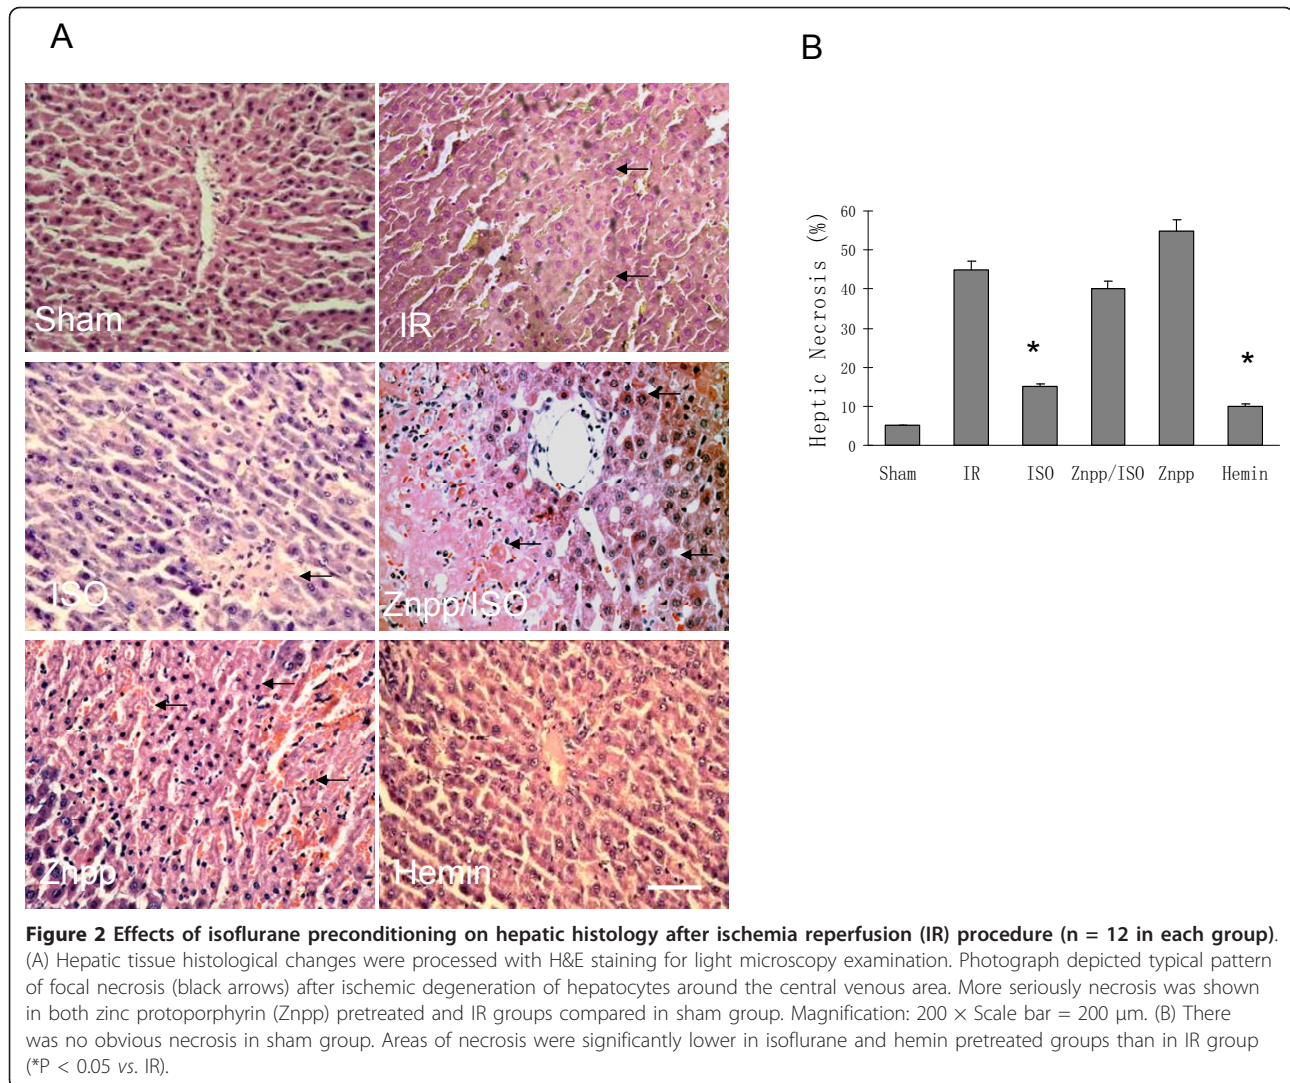 A
B
Sham
IR
ISO
Znpp/ISO
Znpp
Hemin
Heptic Necrosis (%)
60
50
40
30
20
10
0
*
*
Sham IR ISO Znpp/ISO Znpp Hemin
Figure 2 Effects of isoflurane preconditioning on hepatic histology after ischemia reperfusion (IR) procedure (n = 12 in each group).
(A) Hepatic tissue histological changes were processed with H&E staining for light microscopy examination. Photograph depicted typical pattern
of focal necrosis (black arrows) after ischemic degeneration of hepatocytes around the central venous area. More seriously necrosis was shown
in both zinc protoporphyrin (Znpp) pretreated and IR groups compared in sham group. Magnification: 200 × Scale bar = 200 μm. (B) There
was no obvious necrosis in sham group. Areas of necrosis were significantly lower in isoflurane and hemin pretreated groups than in IR group
(*P < 0.05 vs. IR).